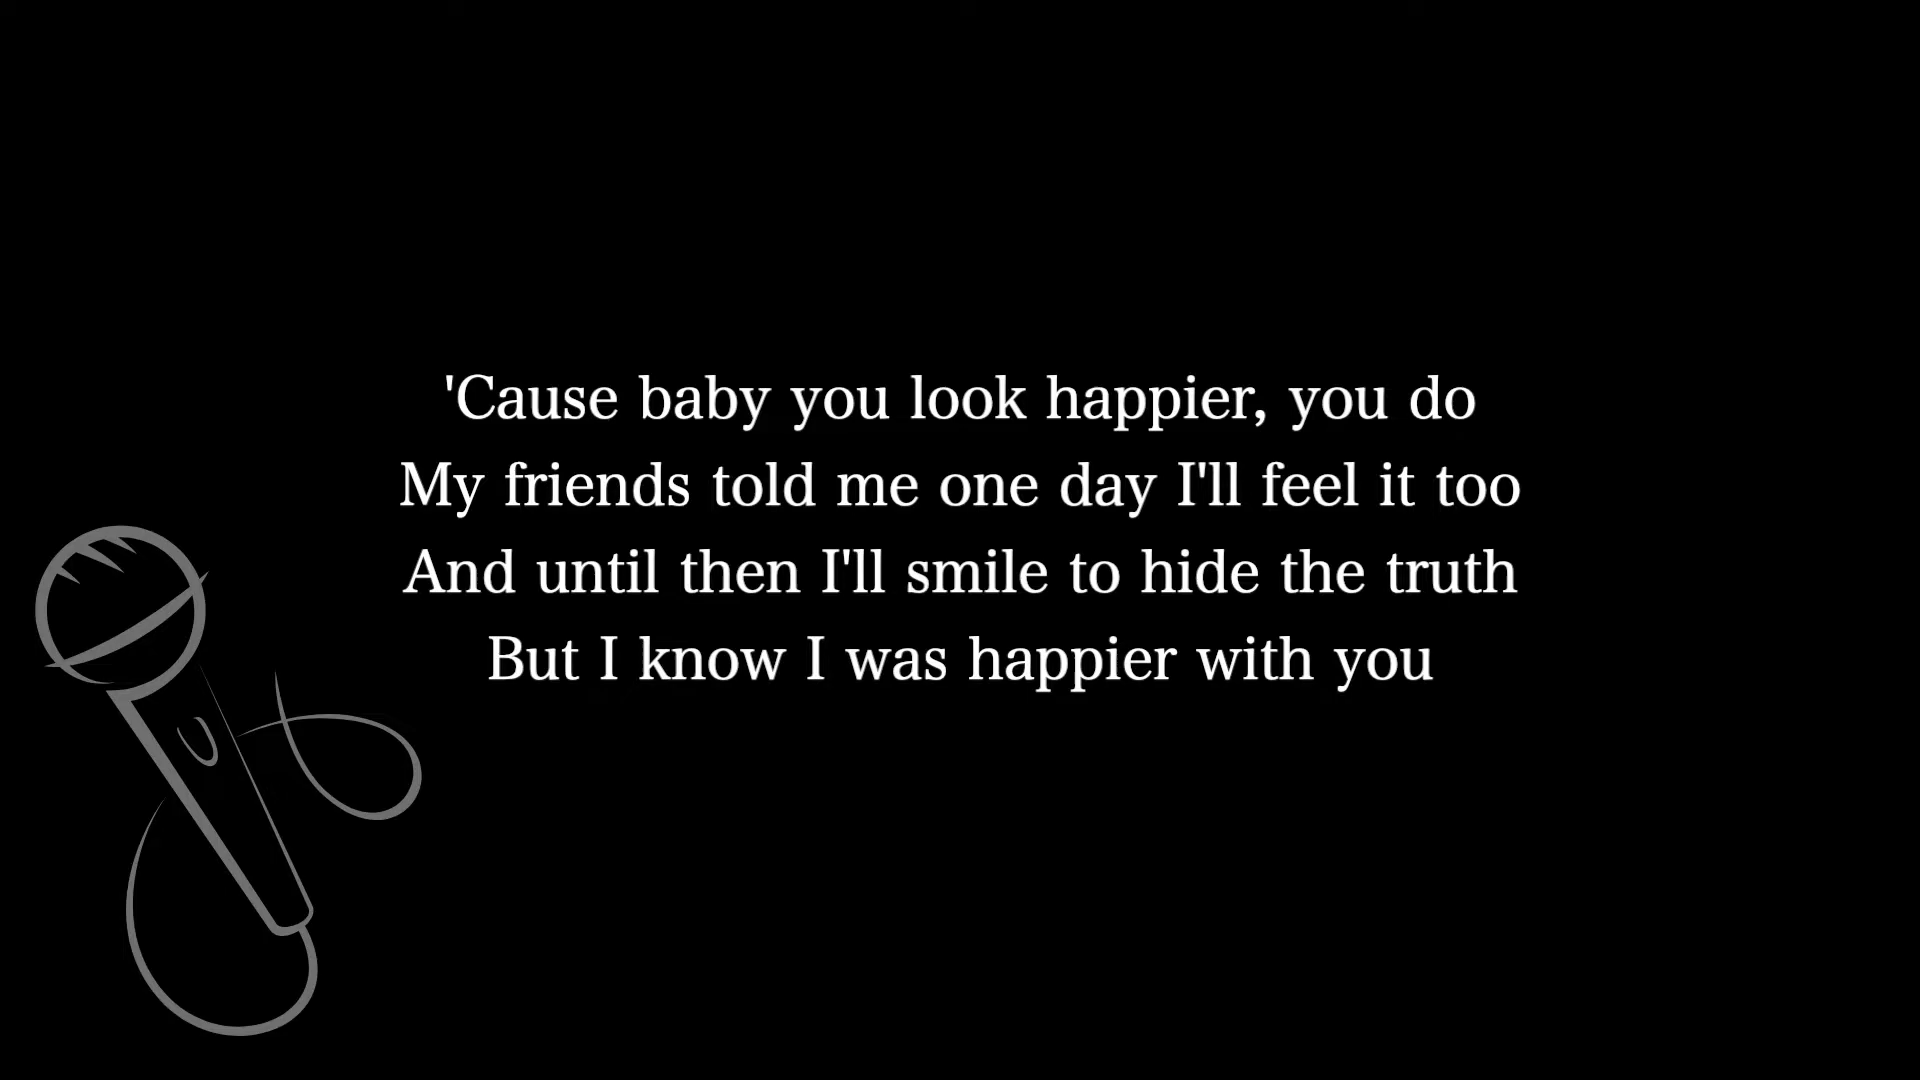 'Cause baby you look happier, you do
My friends told me one day I'll feel it too
And until then I'll smile to hide the truth
But I know I was happier with you